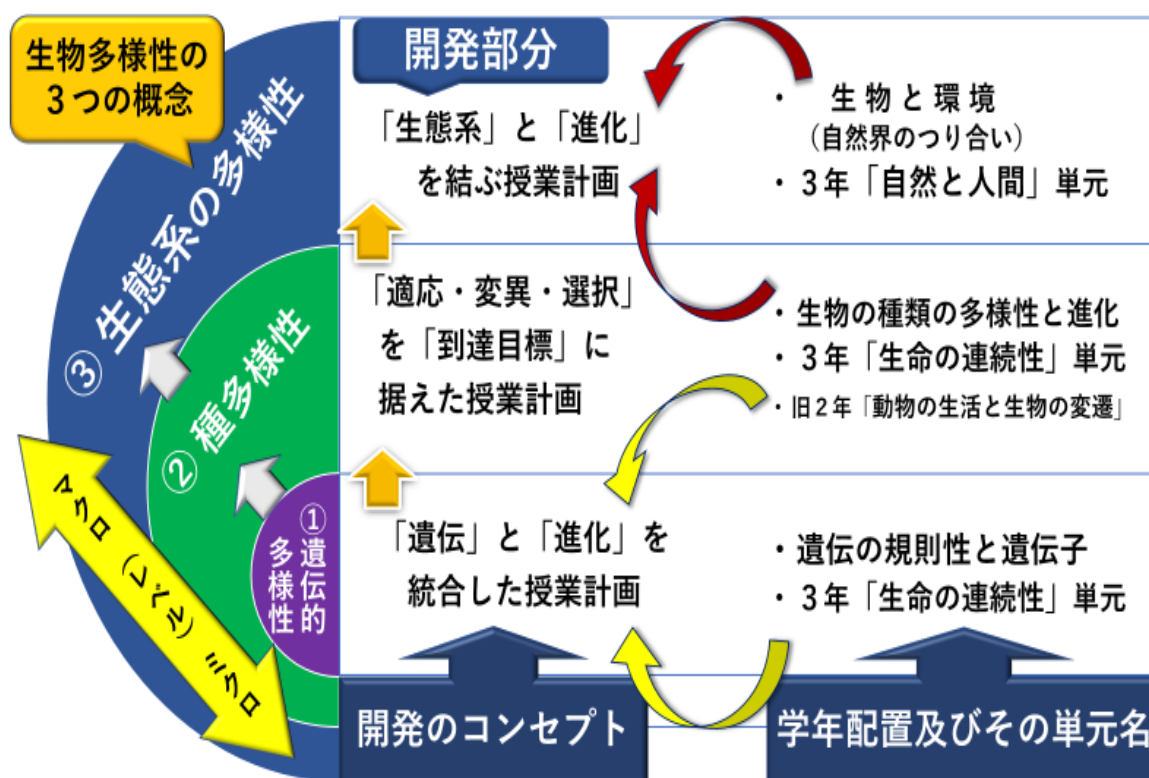 生物多様性の
３つの概念
③ 生態系の多様性
② 種多様性
①遺伝的
多様性
マクロ（レベル）ミクロ
開発部分
「生態系」と「進化」
を結ぶ授業計画
・ 生物と環境
（自然界のつり合い）
・３年「自然と人間」単元
「適応・変異・選択」
を「到達目標」に
据えた授業計画
・生物の種類の多様性と進化
・３年「生命の連続性」単元
・旧２年「動物の生活と生物の変遷」
「遺伝」と「進化」を
統合した授業計画
・遺伝の規則性と遺伝子
・３年「生命の連続性」単元
開発のコンセプト
学年配置及びその単元名